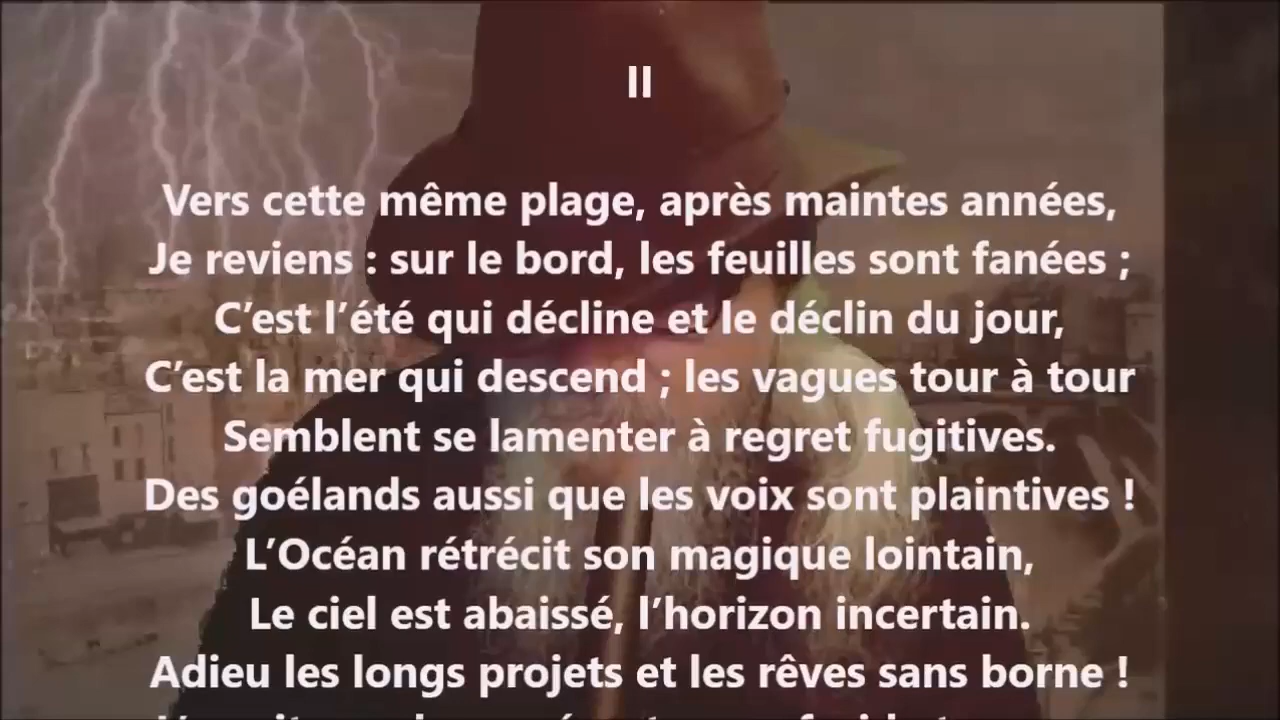 II
Vers cette même plage, après maintes années,
Je reviens : sur le bord, les feuilles sont fanées ;
C’est l’été qui décline et le déclin du jour,
C’est la mer qui descend ; les vagues tour à tour
Semblent se lamenter à regret fugitives.
Des goélands aussi que les voix sont plaintives !
L’Océan rétrécit son magique lointain,
Le ciel est abaissé, l’horizon incertain.
Adieu les longs projets et les rêves sans borne !